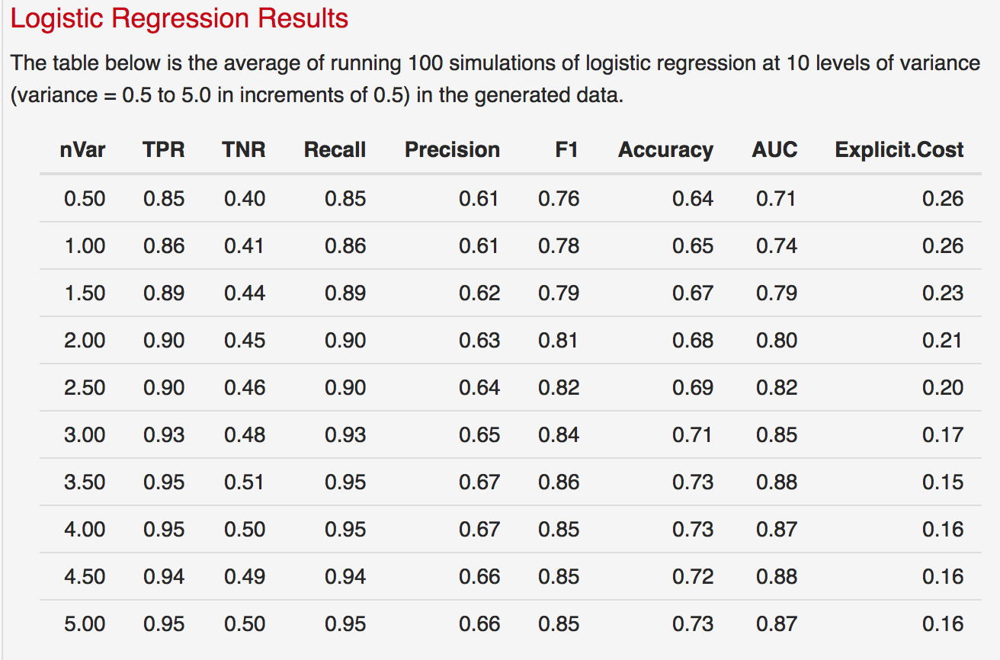 Logistic Regression Results
The table below is the average of running 100 simulations of logistic regression at 10 levels of variance
(variance = 0.5 to 5.0 in increments of 0.5) in the generated data.
nVar TPR TNR Recall Precision F1 Accuracy AUC Explicit.Cost
0.50 0.85 0.40 0.85 0.61 0.76 0.64 0.71 0.26
1.00 0.86 0.41 0.86 0.61 0.78 0.65 0.74 0.26
1.50 0.89 0.44 0.89 0.62 0.79 0.67 0.79 0.23
2.00 0.90 0.45 0.90 0.63 0.81 0.68 0.80 0.21
2.50 0.90 0.46 0.90 0.64 0.82 0.69 0.82 0.20
3.00 0.93 0.48 0.93 0.65 0.84 0.71 0.85 0.17
3.50 0.95 0.51 0.95 0.67 0.86 0.73 0.88 0.15
4.00 0.95 0.50 0.95 0.67 0.85 0.73 0.87 0.16
4.50 0.94 0.49 0.94 0.66 0.85 0.72 0.88 0.16
5.00 0.95 0.50 0.95 0.66 0.85 0.73 0.87 0.16